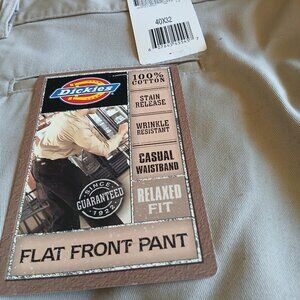 40X32
Dickies
100%
COTTON
STAIN
RELEASE
WRINKLE
RESISTANT
CASUAL
WAISTBAND
RELAXED
FIT
SINCE
GUARANTEED
1922
FLAT FRONT PANT